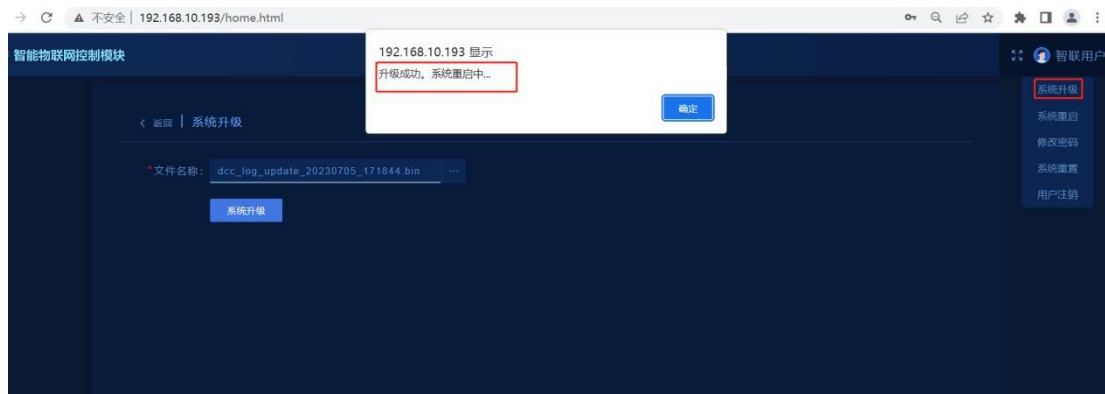 不安全 | 192.168.10.193/home.html
智能物联网控制模块
192.168.10.193 显示
升级成功。系统重启中...
确定
智联用户
系统升级
系统重启
修改密码
系统重置
用户注销
返回 | 系统升级
*文件名称: dcc_log_update_20230705_171844.bin ...
系统升级